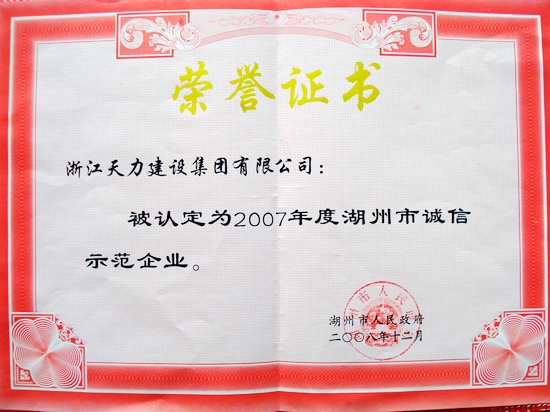 荣誉证书
浙江天力建设集团有限公司：
被认定为2007年度湖州市诚信
示范企业。
湖州市人民政府
二〇〇八年十二月